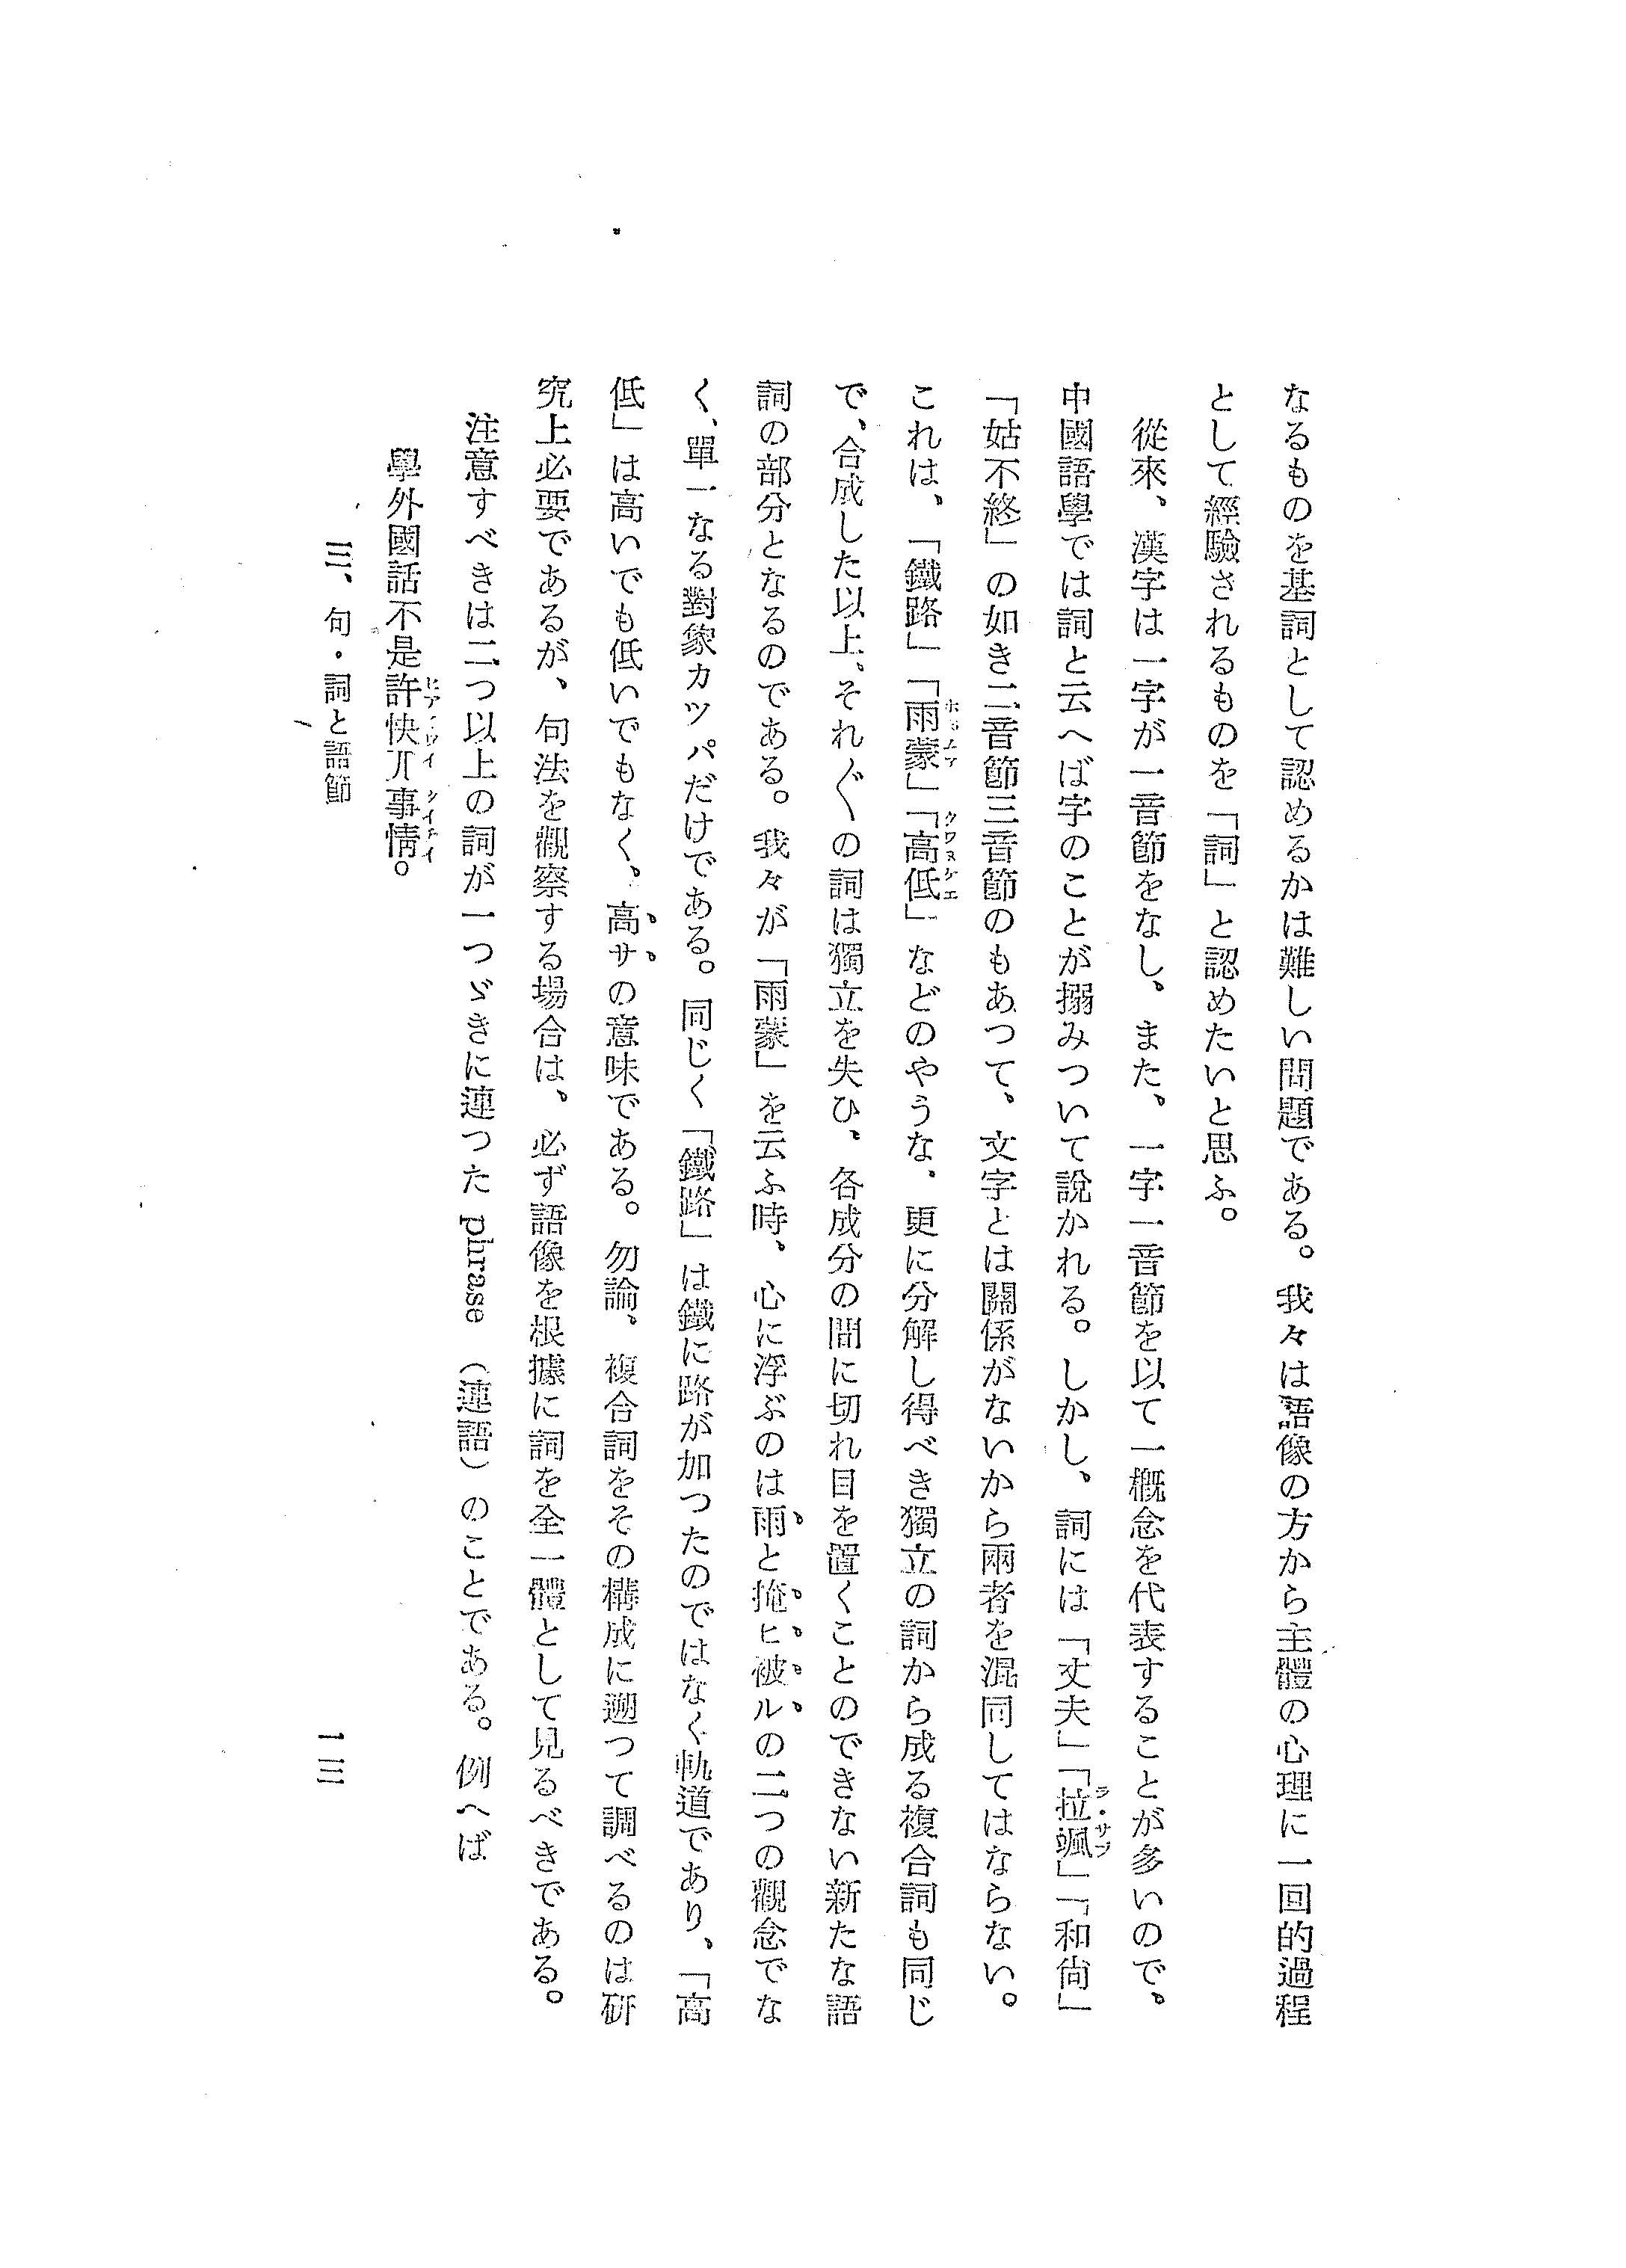 なるものを基詞として認めるかは難しい問題である。我々は語像の方から主體の心理に一回的過程
として經驗されるものを「詞」と認めたいと思ふ。
從來、漢字は一字が一音節をなし、また、一字一音節を以て一概念を代表することが多いので、
中國語學では詞と云へば字のことが搦みついて說かれる。しかし、詞には「丈夫」「拉颯」「和尙」
ラ・サプ
「姑不終」の如き二音節三音節のもあつて、文字とは關係がないから兩者を混同してはならない。
これは、「鐵路」「雨蒙」「高低」などのやうな、更に分解し得べき獨立の詞から成る複合詞も同じ
で、合成した以上、それ〴〵の詞は獨立を失ひ、各成分の間に切れ目を置くことのできない新たな語
詞の部分となるのである。我々が「雨蒙」を云ふ時、心に浮ぶのは雨と掩ヒ被ルの二つの觀念でな
く、單一なる對象カツパだけである。同じく「鐵路」は鐵に路が加つたのではなく軌道であり、「高
低」は高いでも低いでもなく、高サの意味である。勿論、複合詞をその構成に遡つて調べるのは研
究上必要であるが、句法を觀察する場合は、必ず語像を根據に詞を全一體として見るべきである。
注意すべきは二つ以上の詞が一つゞきに連つた phrase （連語）のことである。例へば
學外國話不是許快丌事情。
三、句・詞と語節
一三